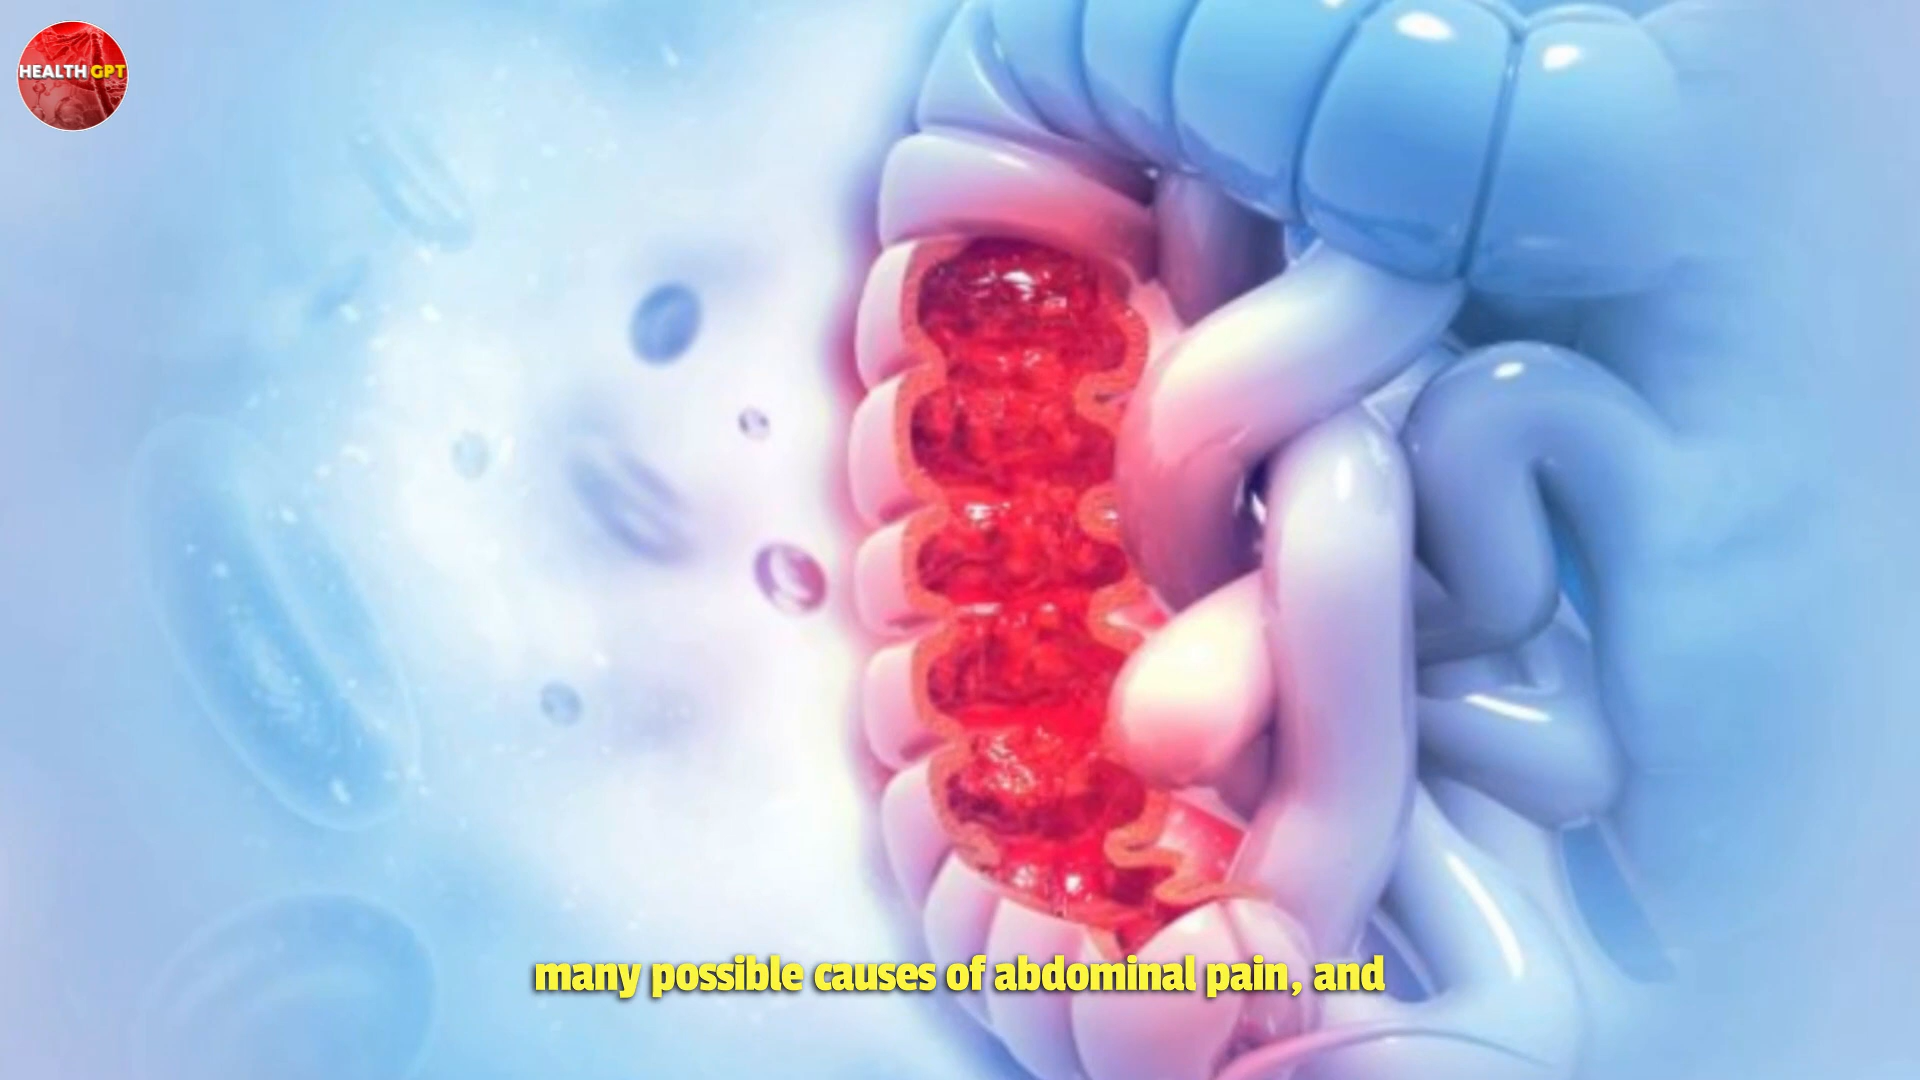 HEALTH GPT
many possible causes of abdominal pain, and